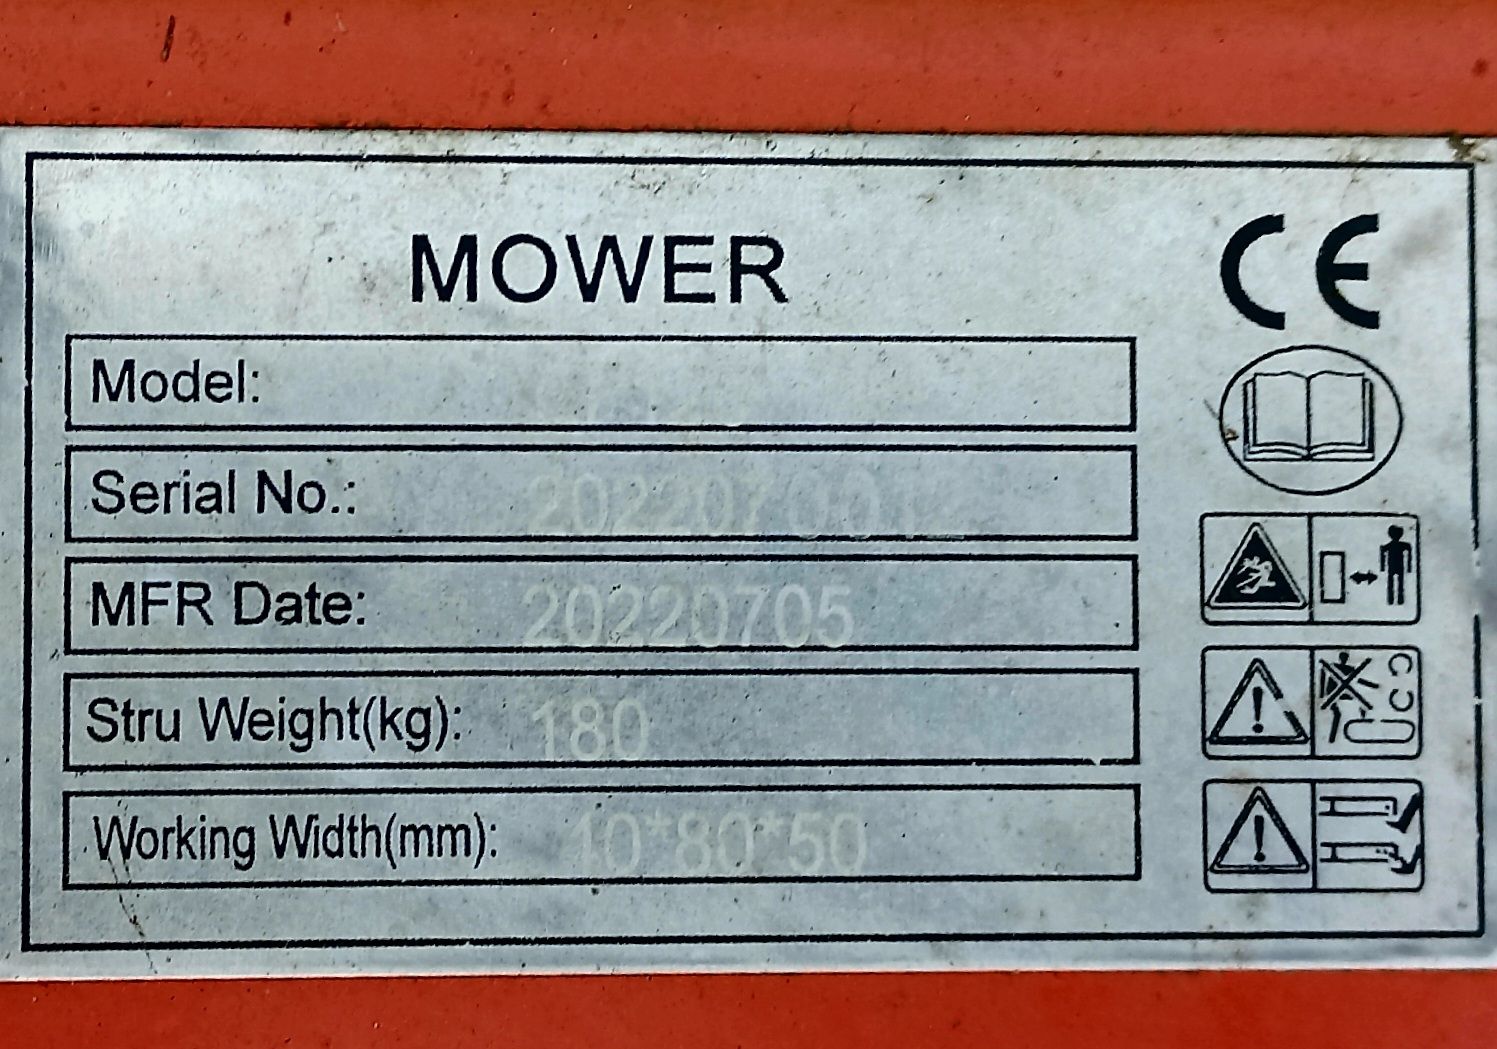 MOWER
CE
Model:
Serial No.:
MFR Date: 20220705
Stru Weight(kg): 180
Working Width(mm): 10*80*50